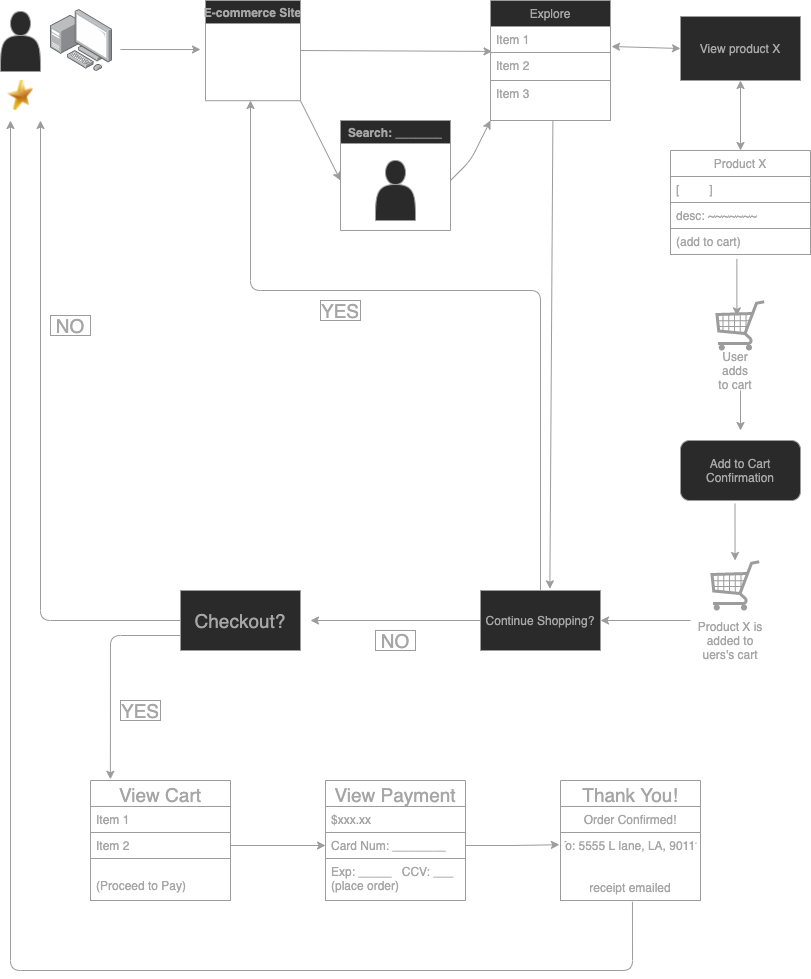 E-commerce Site
Explore
Item 1
Item 2
Item 3
View product X
Search: _______
Product X
[ ]
desc: ~~~~~~~
(add to cart)
YES
NO
User
adds
to cart
Add to Cart
Confirmation
Checkout?
Continue Shopping?
NO
Product X is
added to
uers's cart
YES
View Cart
Item 1
Item 2
(Proceed to Pay)
View Payment
$xxx.xx
Card Num: ________
Exp: _____ CCV: ___
(place order)
Thank You!
Order Confirmed!
o: 5555 L lane, LA, 9011
receipt emailed